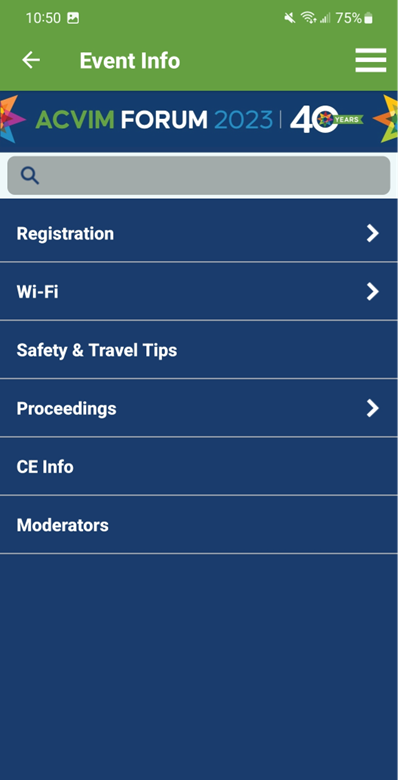 10:50 75%
Event Info
ACVIM FORUM 2023 | 40 YEARS
Registration
Wi-Fi
Safety & Travel Tips
Proceedings
CE Info
Moderators